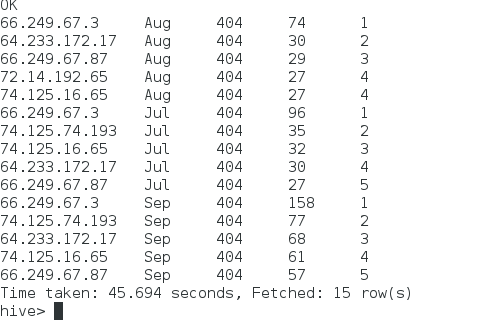 OK
66.249.67.3 Aug 404 74 1
64.233.172.17 Aug 404 30 2
66.249.67.87 Aug 404 29 3
72.14.192.65 Aug 404 27 4
74.125.16.65 Aug 404 27 4
66.249.67.3 Jul 404 96 1
74.125.74.193 Jul 404 35 2
74.125.16.65 Jul 404 32 3
64.233.172.17 Jul 404 30 4
66.249.67.87 Jul 404 27 5
66.249.67.3 Sep 404 158 1
74.125.74.193 Sep 404 77 2
64.233.172.17 Sep 404 68 3
74.125.16.65 Sep 404 61 4
66.249.67.87 Sep 404 57 5
Time taken: 45.694 seconds, Fetched: 15 row(s)
hive>